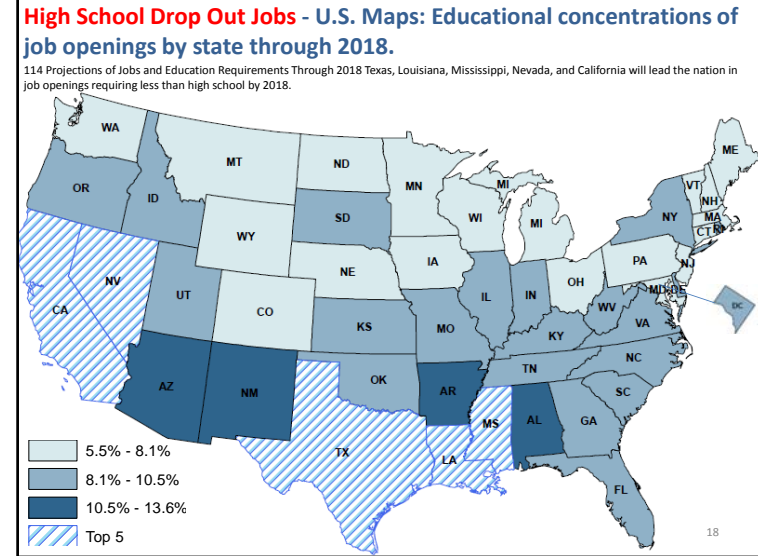 High School Drop Out Jobs - U.S. Maps: Educational concentrations of
job openings by state through 2018.
114 Projections of Jobs and Education Requirements Through 2018 Texas, Louisiana, Mississippi, Nevada, and California will lead the nation in
job openings requiring less than high school by 2018.
WA
MT
ND
MN
MI
ME
VT
NH
OR
ID
SD
WI
MI
NY
MA
CT RI
WY
IA
PA
NJ
NE
NV
UT
CO
IL
IN
OH
MD DE
DC
CA
KS
MO
WV
VA
KY
NC
TN
AZ
NM
OK
AR
SC
MS
AL
GA
TX
LA
FL
5.5% - 8.1%
8.1% - 10.5%
10.5% - 13.6%
Top 5
18